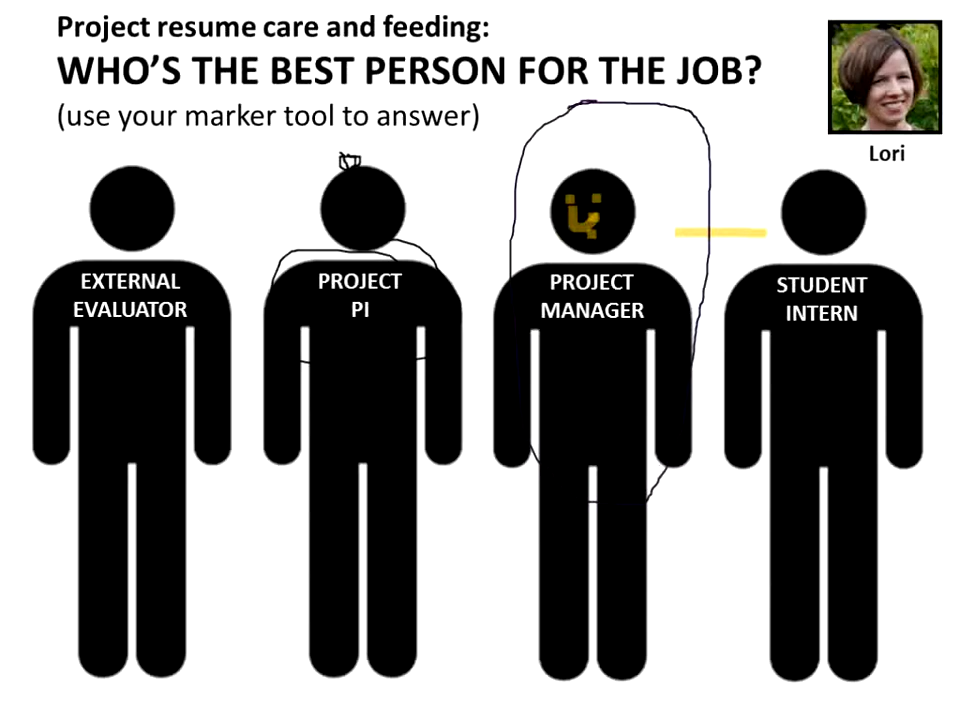 Project resume care and feeding:
WHO'S THE BEST PERSON FOR THE JOB?
(use your marker tool to answer)
Lori
EXTERNAL
EVALUATOR
PROJECT
PI
PROJECT
MANAGER
STUDENT
INTERN